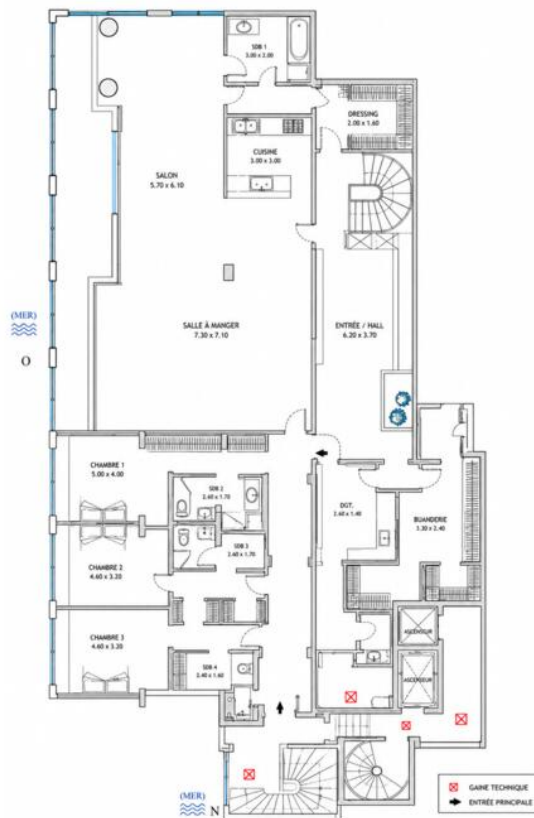 SDB 1
3.00 x 2.00
DRESSING
2.00 x 1.60
CUISINE
3.00 x 3.00
SALON
5.70 x 6.10
(MER)
O
SALLE À MANGER
7.30 x 7.10
ENTRÉE / HALL
6.20 x 3.70
CHAMBRE 1
5.00 x 4.00
SDB 2
2.60 x 1.70
DGT.
2.60 x 1.40
BUANDERIE
3.30 x 2.40
SDB 3
2.60 x 1.70
CHAMBRE 2
4.60 x 3.20
CHAMBRE 3
4.60 x 3.20
SDB 4
2.40 x 1.60
ASCENSEUR
ASCENSEUR
(MER)
N
GAINE TECHNIQUE
ENTRÉE PRINCIPALE